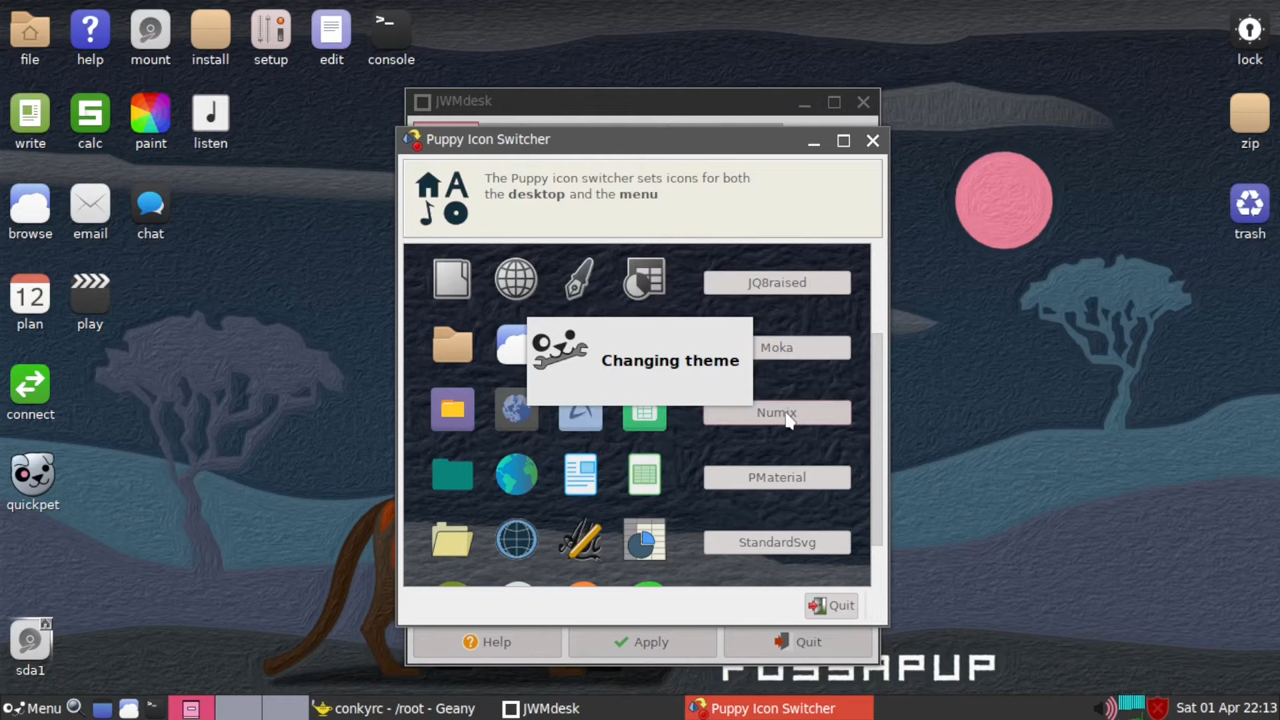 file
help
mount
install
setup
edit
console
lock
write
calc
paint
listen
zip
browse
email
chat
trash
12
plan
play
connect
quickpet
sda1
JWMdesk
Puppy Icon Switcher
The Puppy icon switcher sets icons for both
the desktop and the menu
JQ8raised
Moka
Numix
PMaterial
StandardSvg
Changing theme
Quit
Help
Apply
Quit
FOSSAPUP
Menu
conkyrc - /root - Geany
JWMdesk
Puppy Icon Switcher
Sat 01 Apr 22:13